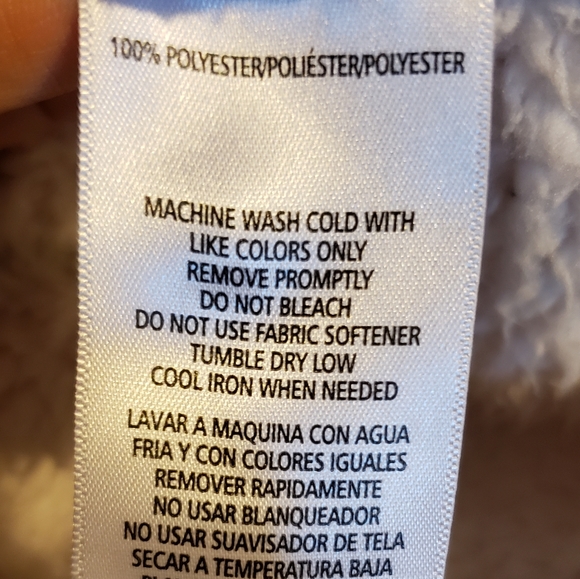 100% POLYESTER/POLIÉSTER/POLYESTER
MACHINE WASH COLD WITH
LIKE COLORS ONLY
REMOVE PROMPTLY
DO NOT BLEACH
DO NOT USE FABRIC SOFTENER
TUMBLE DRY LOW
COOL IRON WHEN NEEDED
LAVAR A MAQUINA CON AGUA
FRIA Y CON COLORES IGUALES
REMOVER RAPIDAMENTE
NO USAR BLANQUEADOR
NO USAR SUAVISADOR DE TELA
SECAR A TEMPERATURA BAJA